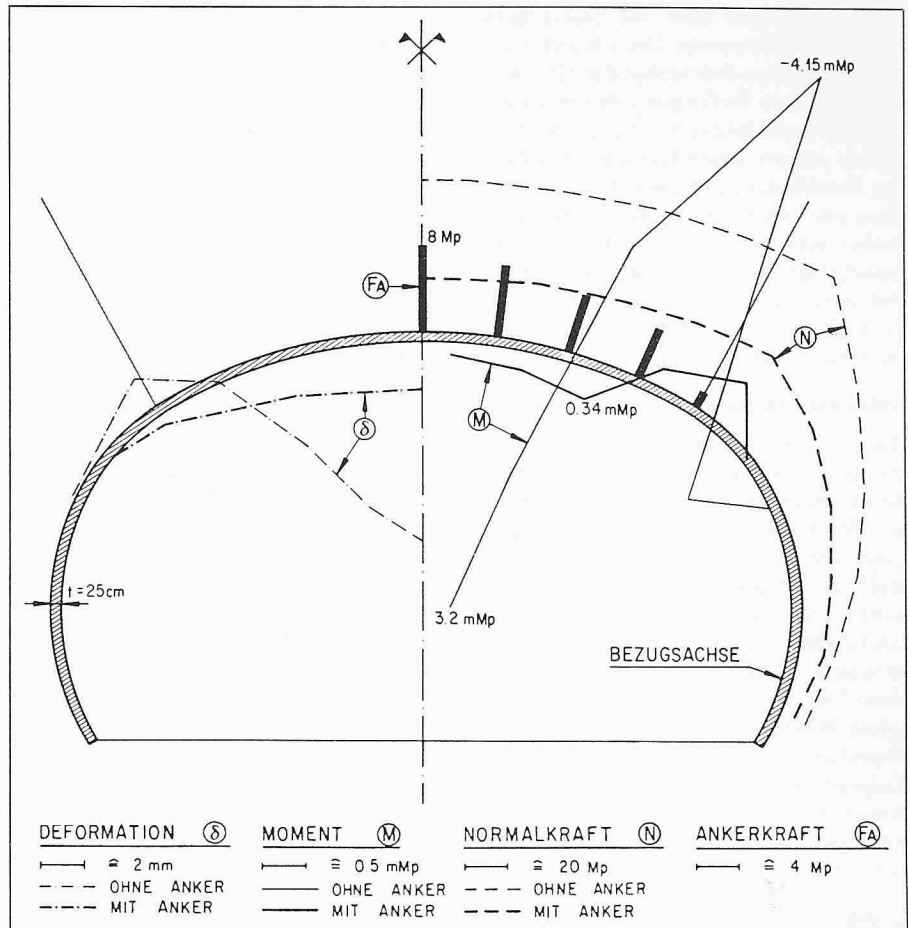 -4.15 mMp
8 Mp
FA
N
M
0.34 mMp
δ
t=25cm
3.2 mMp
BEZUGSACHSE
DEFORMATION δ
≙ 2 mm
OHNE ANKER
MIT ANKER
MOMENT M
≙ 0.5 mMp
OHNE ANKER
MIT ANKER
NORMALKRAFT N
≙ 20 Mp
OHNE ANKER
MIT ANKER
ANKERKRAFT FA
≙ 4 Mp